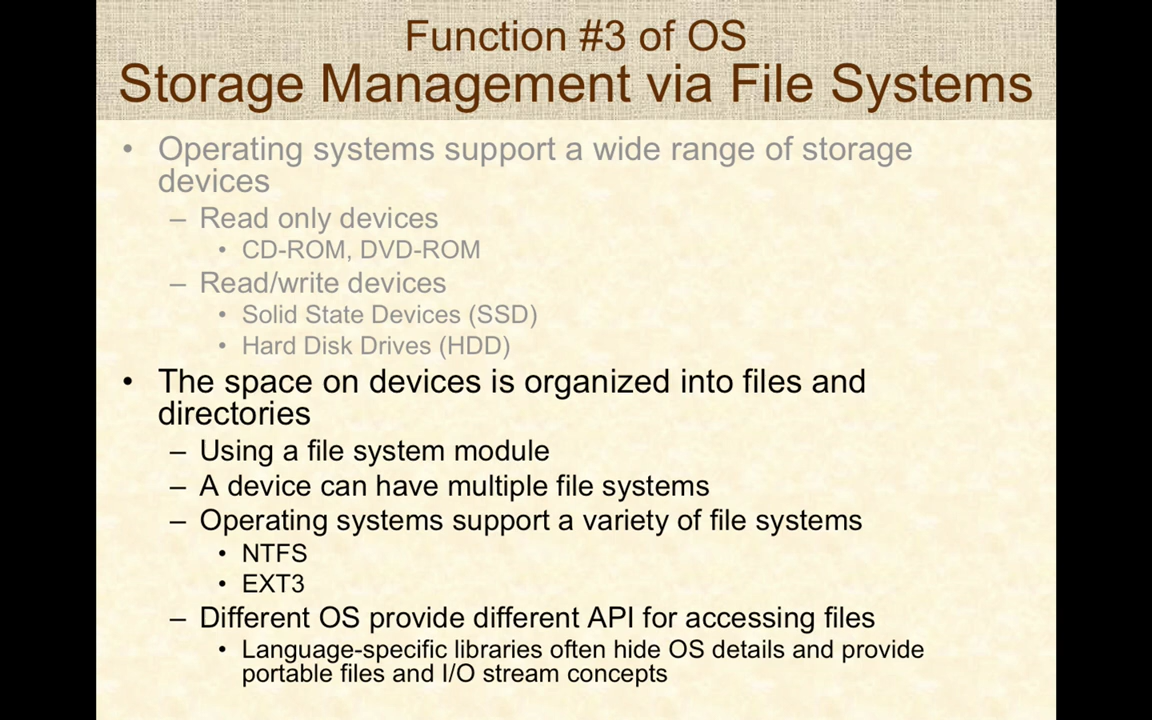 Function #3 of OS
Storage Management via File Systems
• Operating systems support a wide range of storage
devices
– Read only devices
• CD-ROM, DVD-ROM
– Read/write devices
• Solid State Devices (SSD)
• Hard Disk Drives (HDD)
• The space on devices is organized into files and
directories
– Using a file system module
– A device can have multiple file systems
– Operating systems support a variety of file systems
• NTFS
• EXT3
– Different OS provide different API for accessing files
• Language-specific libraries often hide OS details and provide
portable files and I/O stream concepts